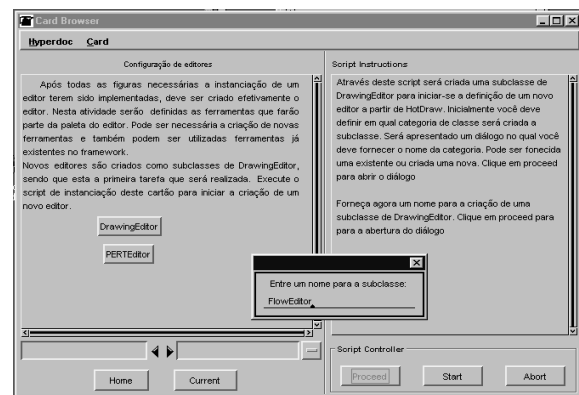 Card Browser
Hyperdoc Card
Configuração de editores
Após todas as figuras necessárias a instanciação de um
editor terem sido implementadas, deve ser criado efetivamente o
editor. Nesta atividade serão definidas as ferramentas que farão
parte da paleta do editor. Pode ser necessária a criação de novas
ferramentas e também podem ser utilizadas ferramentas já
existentes no framework.
Novos editores são criados como subclasses de DrawingEditor,
sendo que esta a primeira tarefa que será realizada. Execute o
script de instanciação deste cartão para iniciar a criação de um
novo editor.
DrawingEditor
PERTEditor
Home
Current
Script Instructions
Através deste script será criada uma subclasse de
DrawingEditor para iniciar-se a definição de um novo
editor a partir de HotDraw. Inicialmente você deve
definir em qual categoria de classe será criada a
subclasse. Será apresentado um diálogo no qual você
deve fornecer o nome da categoria. Pode ser fonecida
uma existente ou criada uma nova. Clique em proceed
para abrir o diálogo
Forneça agora um nome para a criação de uma
subclasse de DrawingEditor. Clique em proceed para
para a abertura do diálogo
Entre um nome para a subclasse:
FlowEditor
Script Controller
Proceed
Start
Abort